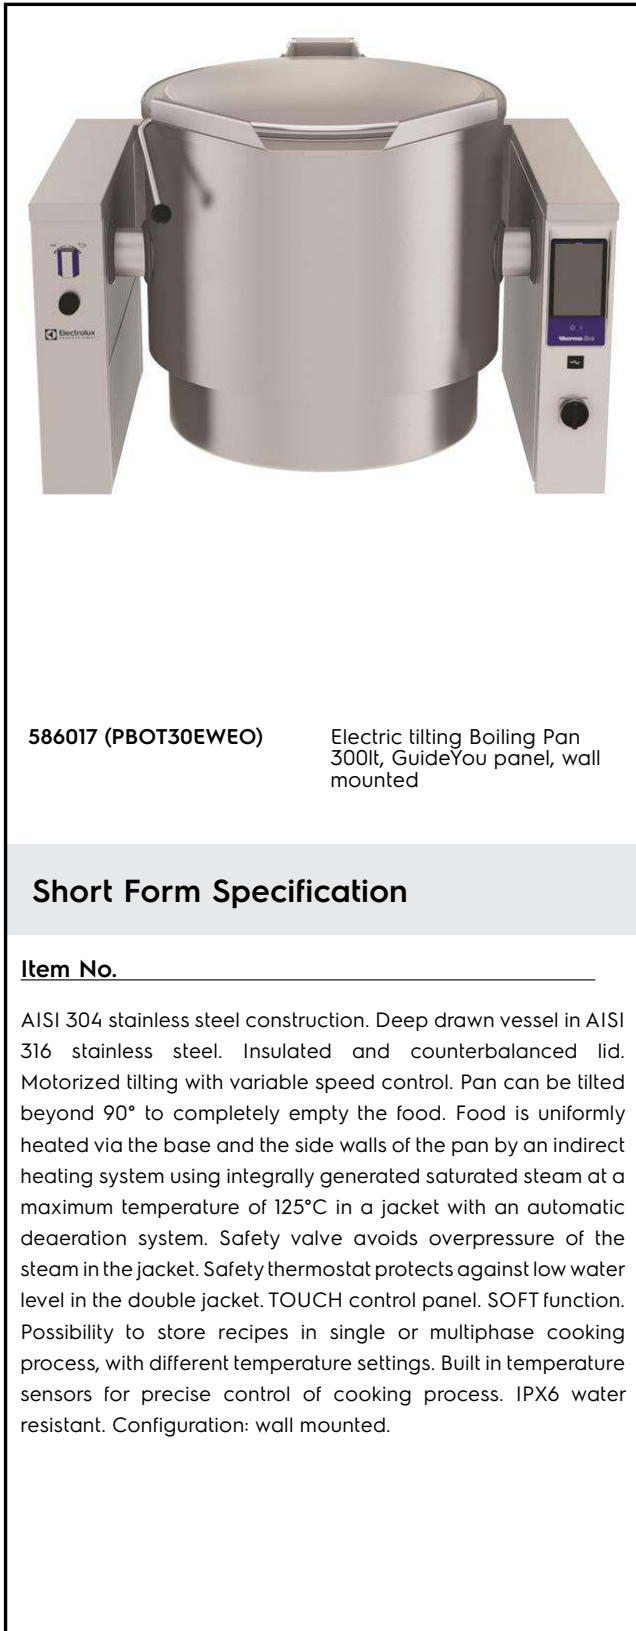 Electrolux
PROFESSIONAL
thermaline
586017 (PBOT30EWEO)
Electric tilting Boiling Pan
300lt, GuideYou panel, wall
mounted
Short Form Specification
Item No.
AISI 304 stainless steel construction. Deep drawn vessel in AISI
316 stainless steel. Insulated and counterbalanced lid.
Motorized tilting with variable speed control. Pan can be tilted
beyond 90° to completely empty the food. Food is uniformly
heated via the base and the side walls of the pan by an indirect
heating system using integrally generated saturated steam at a
maximum temperature of 125°C in a jacket with an automatic
deaeration system. Safety valve avoids overpressure of the
steam in the jacket. Safety thermostat protects against low water
level in the double jacket. TOUCH control panel. SOFT function.
Possibility to store recipes in single or multiphase cooking
process, with different temperature settings. Built in temperature
sensors for precise control of cooking process. IPX6 water
resistant. Configuration: wall mounted.